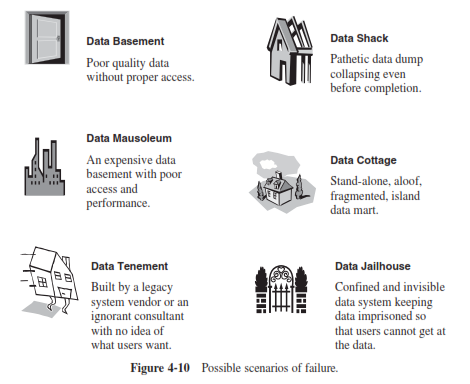 Data Basement
Poor quality data
without proper access.
Data Shack
Pathetic data dump
collapsing even
before completion.
Data Mausoleum
An expensive data
basement with poor
access and
performance.
Data Cottage
Stand-alone, aloof,
fragmented, island
data mart.
Data Tenement
Built by a legacy
system vendor or an
ignorant consultant
with no idea of
what users want.
Data Jailhouse
Confined and invisible
data system keeping
data imprisoned so
that users cannot get at
the data.
Figure 4-10 Possible scenarios of failure.